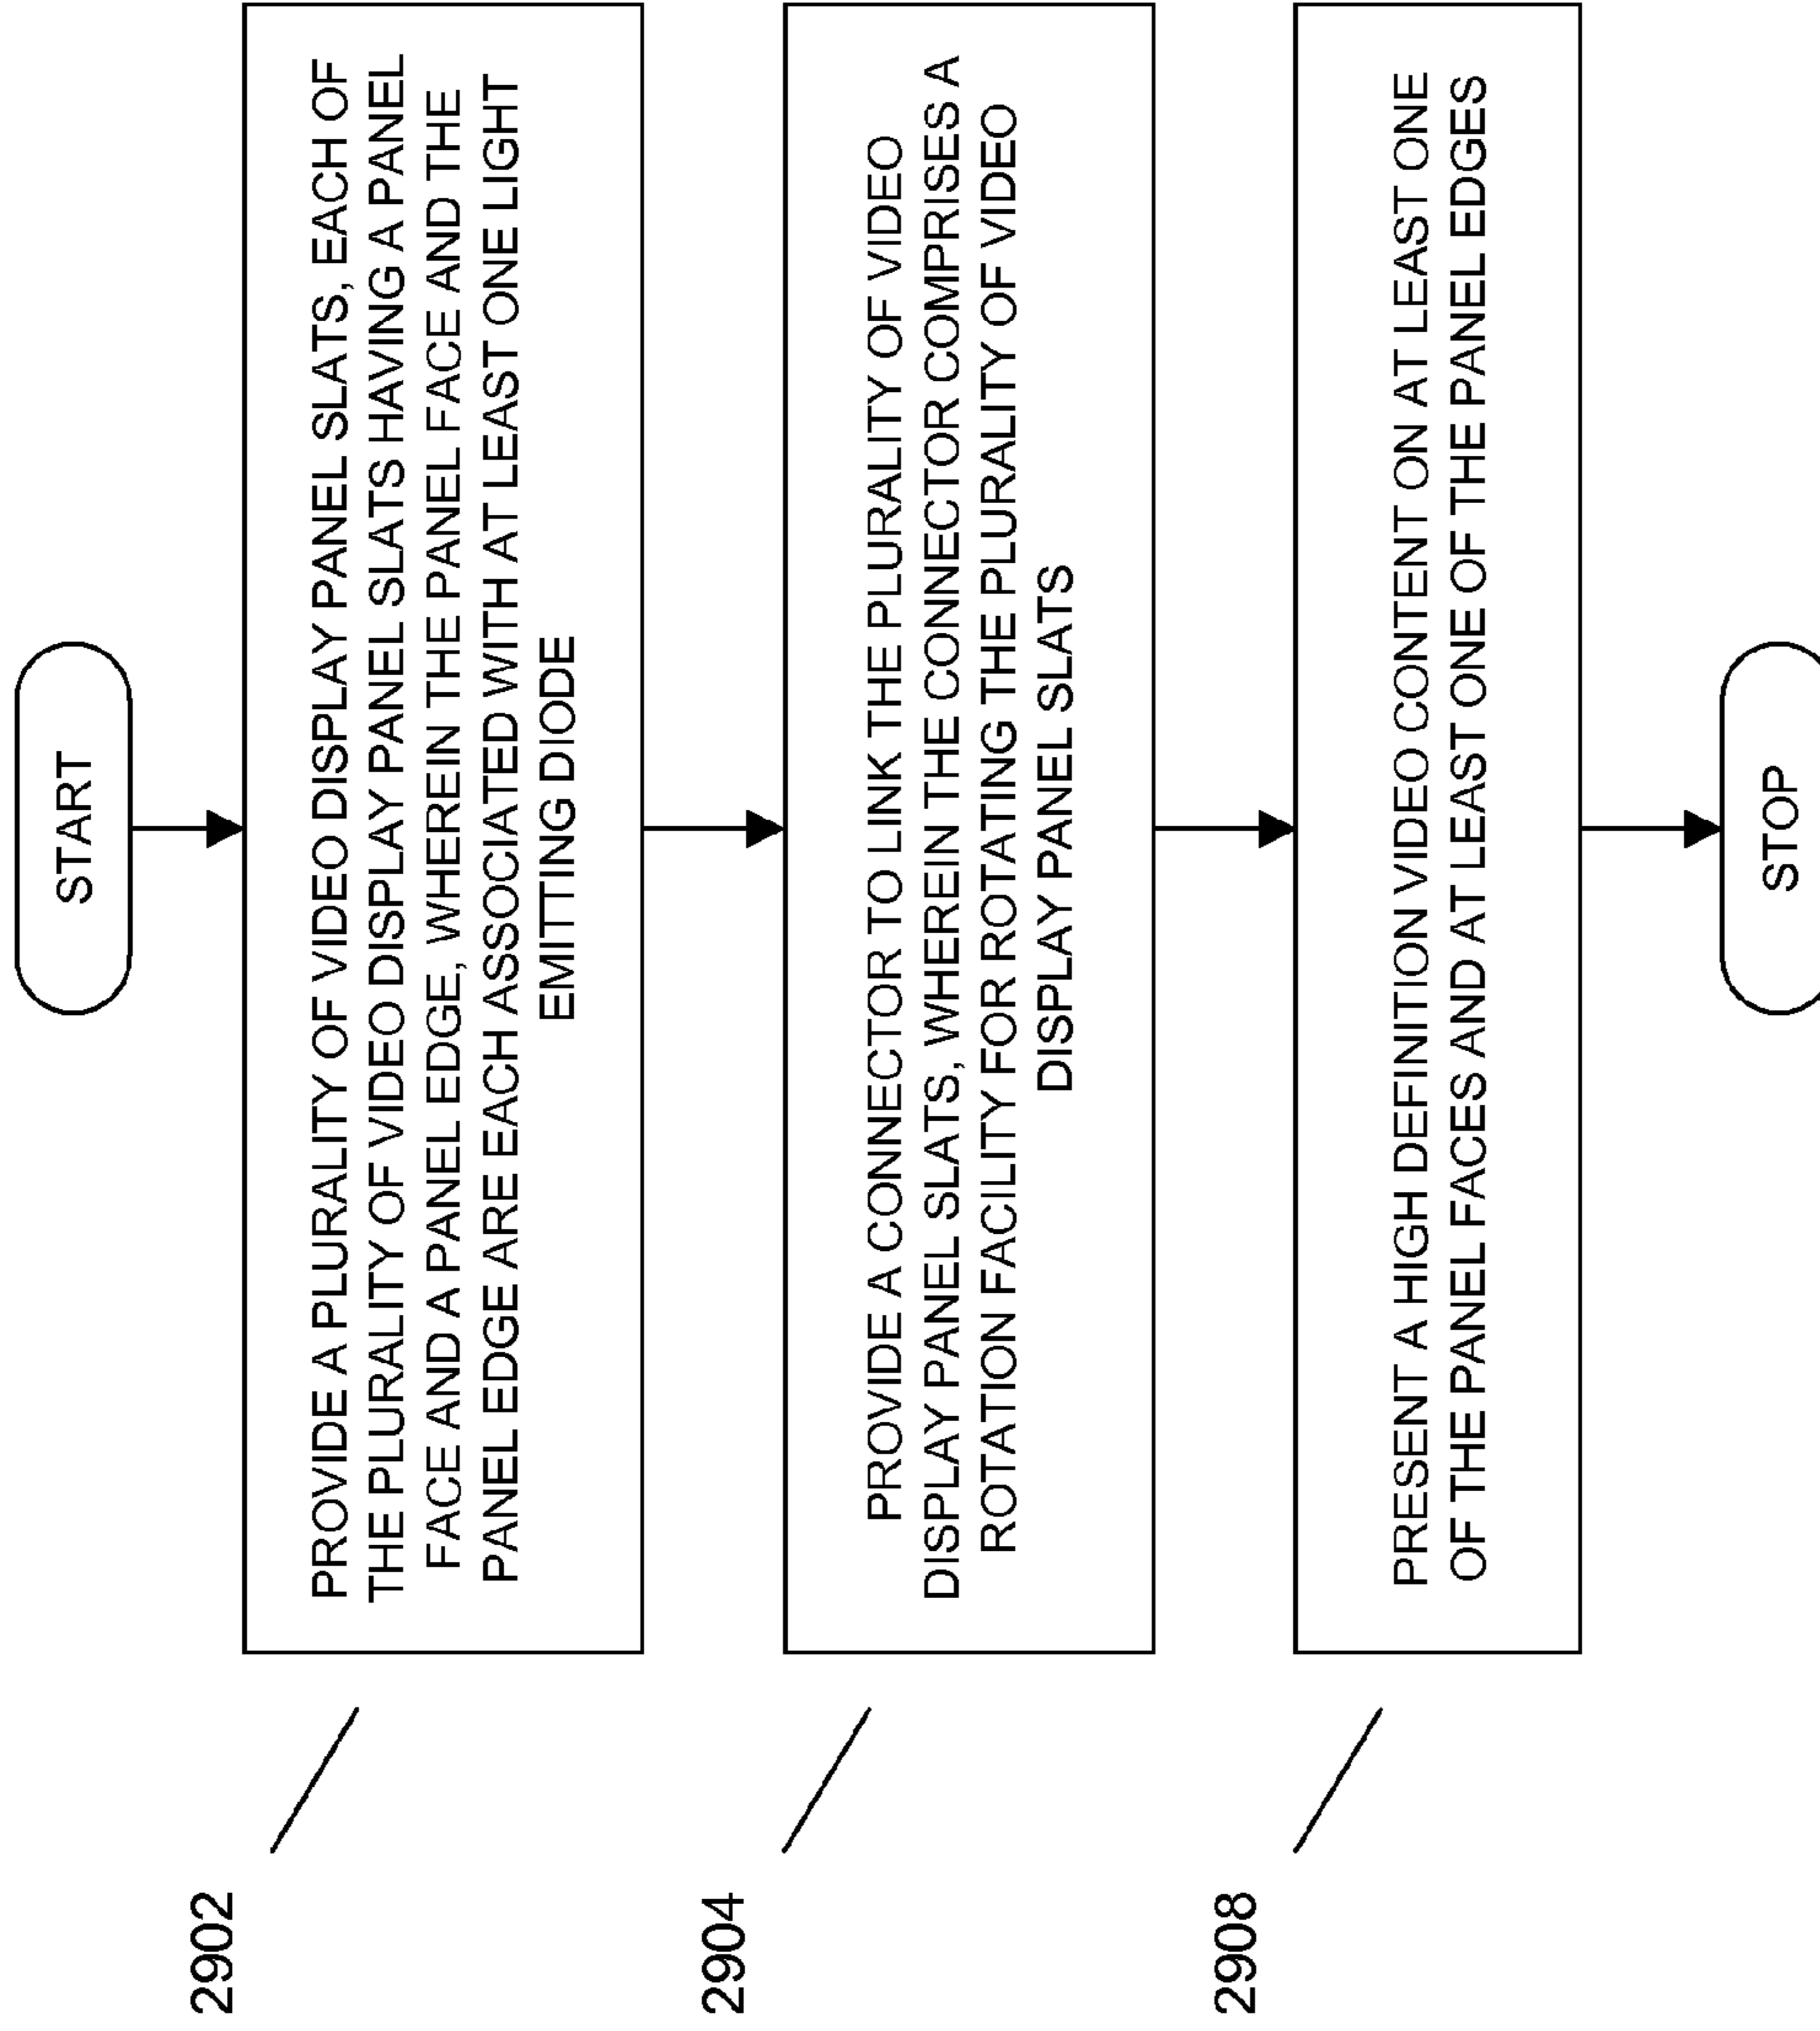 START
2902
PROVIDE A PLURALITY OF VIDEO DISPLAY PANEL SLATS, EACH OF
THE PLURALITY OF VIDEO DISPLAY PANEL SLATS HAVING A PANEL
FACE AND A PANEL EDGE, WHEREIN THE PANEL FACE AND THE
PANEL EDGE ARE EACH ASSOCIATED WITH AT LEAST ONE LIGHT
EMITTING DIODE
2904
PROVIDE A CONNECTOR TO LINK THE PLURALITY OF VIDEO
DISPLAY PANEL SLATS, WHEREIN THE CONNECTOR COMPRISES A
ROTATION FACILITY FOR ROTATING THE PLURALITY OF VIDEO
DISPLAY PANEL SLATS
2908
PRESENT A HIGH DEFINITION VIDEO CONTENT ON AT LEAST ONE
OF THE PANEL FACES AND AT LEAST ONE OF THE PANEL EDGES
STOP